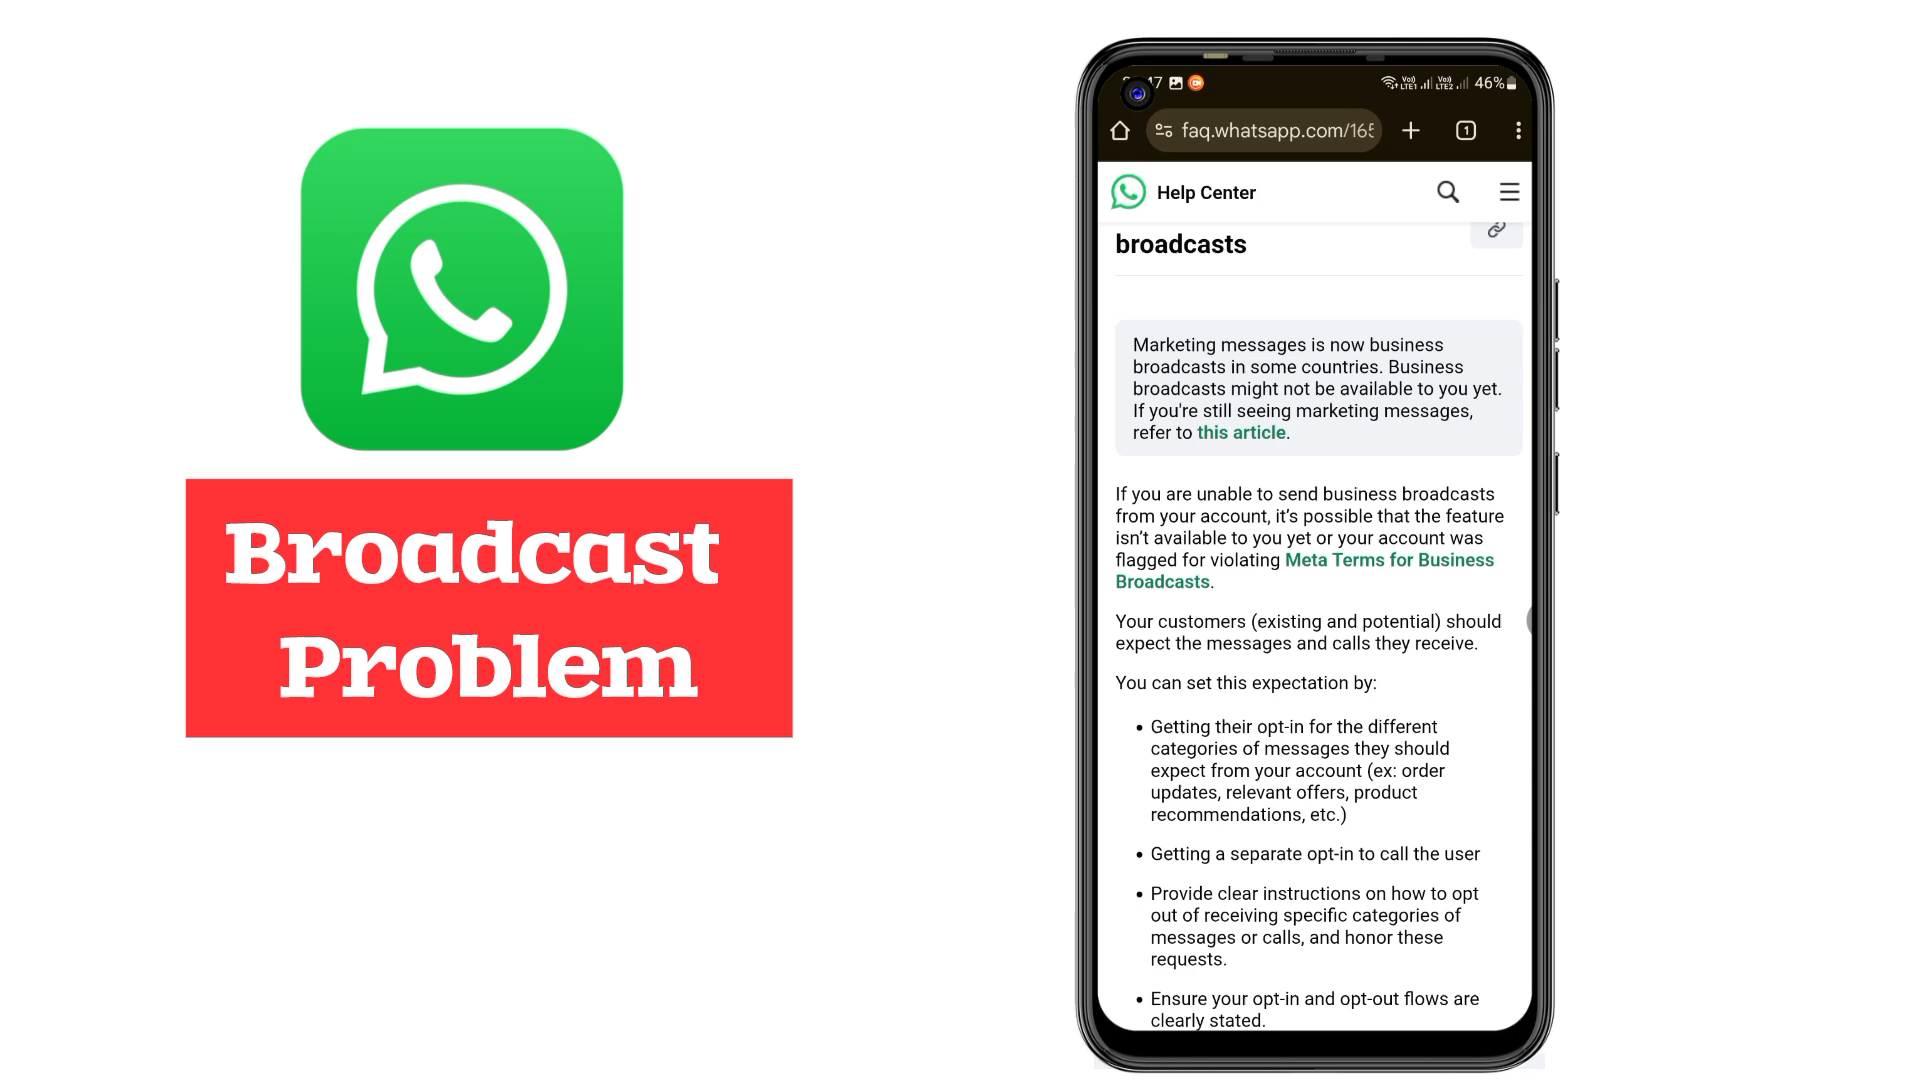 Broadcast
Problem
47
Vo)) LTE1
Vo)) LTE2
46%
faq.whatsapp.com/165
1
Help Center
broadcasts
Marketing messages is now business
broadcasts in some countries. Business
broadcasts might not be available to you yet.
If you're still seeing marketing messages,
refer to this article.
If you are unable to send business broadcasts
from your account, it’s possible that the feature
isn’t available to you yet or your account was
flagged for violating Meta Terms for Business
Broadcasts.
Your customers (existing and potential) should
expect the messages and calls they receive.
You can set this expectation by:
• Getting their opt-in for the different
categories of messages they should
expect from your account (ex: order
updates, relevant offers, product
recommendations, etc.)
• Getting a separate opt-in to call the user
• Provide clear instructions on how to opt
out of receiving specific categories of
messages or calls, and honor these
requests.
• Ensure your opt-in and opt-out flows are
clearly stated.